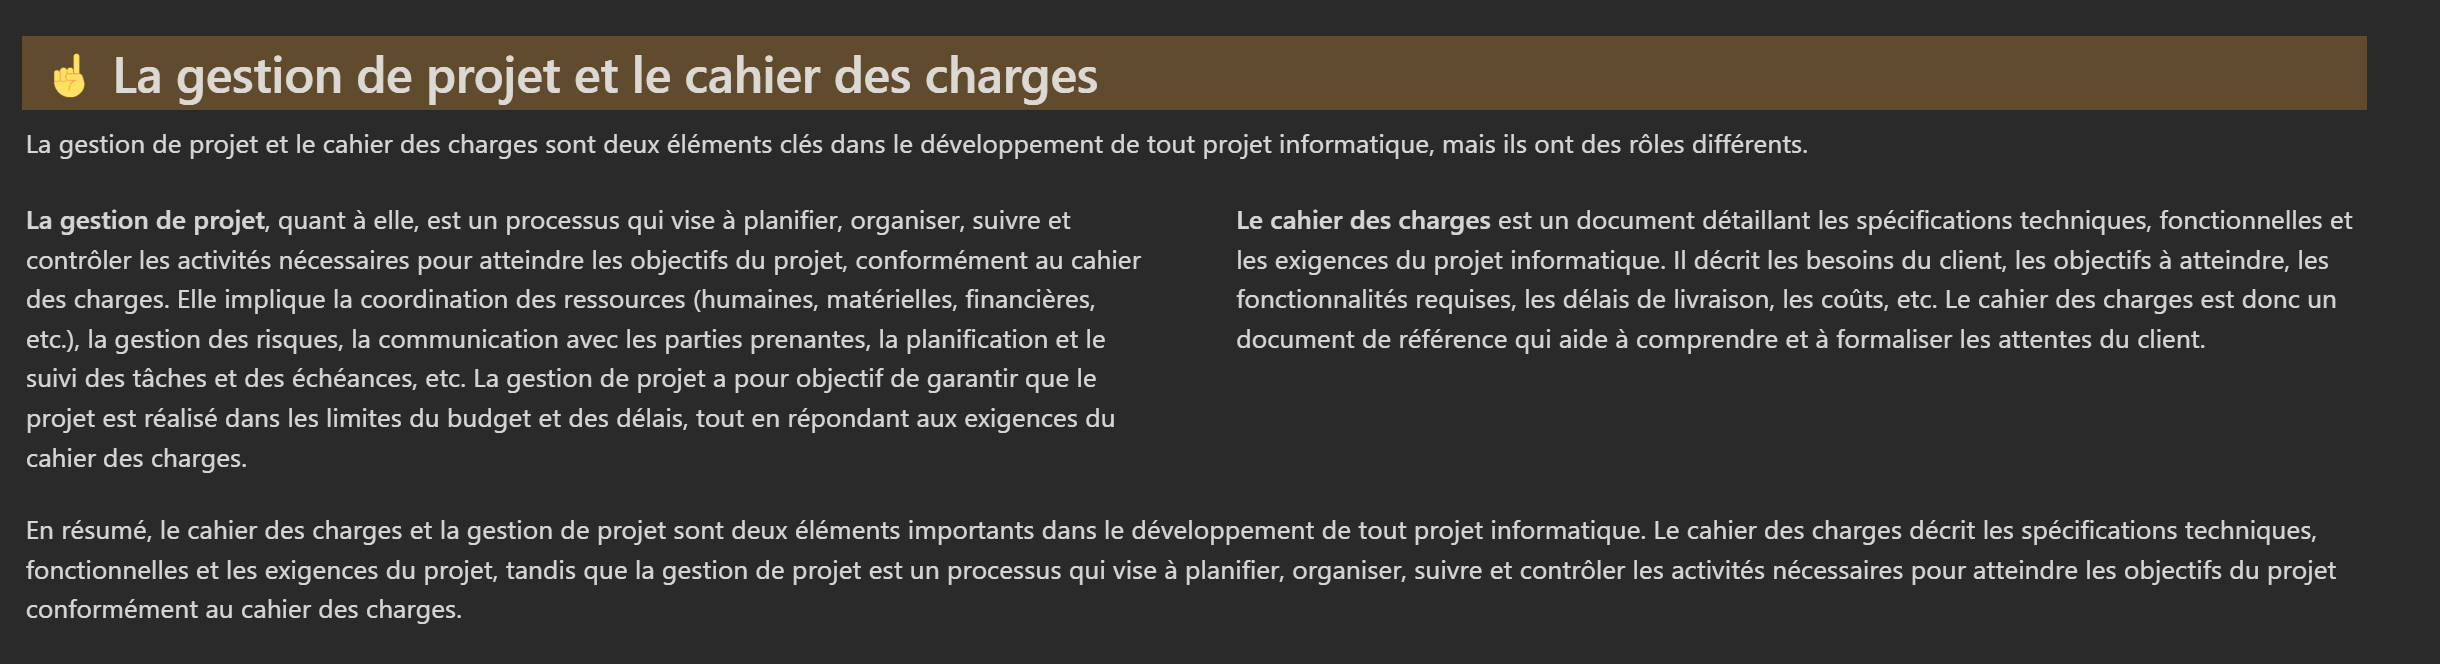 ☝ La gestion de projet et le cahier des charges
La gestion de projet et le cahier des charges sont deux éléments clés dans le développement de tout projet informatique, mais ils ont des rôles différents.
La gestion de projet, quant à elle, est un processus qui vise à planifier, organiser, suivre et
contrôler les activités nécessaires pour atteindre les objectifs du projet, conformément au cahier
des charges. Elle implique la coordination des ressources (humaines, matérielles, financières,
etc.), la gestion des risques, la communication avec les parties prenantes, la planification et le
suivi des tâches et des échéances, etc. La gestion de projet a pour objectif de garantir que le
projet est réalisé dans les limites du budget et des délais, tout en répondant aux exigences du
cahier des charges.
Le cahier des charges est un document détaillant les spécifications techniques, fonctionnelles et
les exigences du projet informatique. Il décrit les besoins du client, les objectifs à atteindre, les
fonctionnalités requises, les délais de livraison, les coûts, etc. Le cahier des charges est donc un
document de référence qui aide à comprendre et à formaliser les attentes du client.
En résumé, le cahier des charges et la gestion de projet sont deux éléments importants dans le développement de tout projet informatique. Le cahier des charges décrit les spécifications techniques,
fonctionnelles et les exigences du projet, tandis que la gestion de projet est un processus qui vise à planifier, organiser, suivre et contrôler les activités nécessaires pour atteindre les objectifs du projet
conformément au cahier des charges.